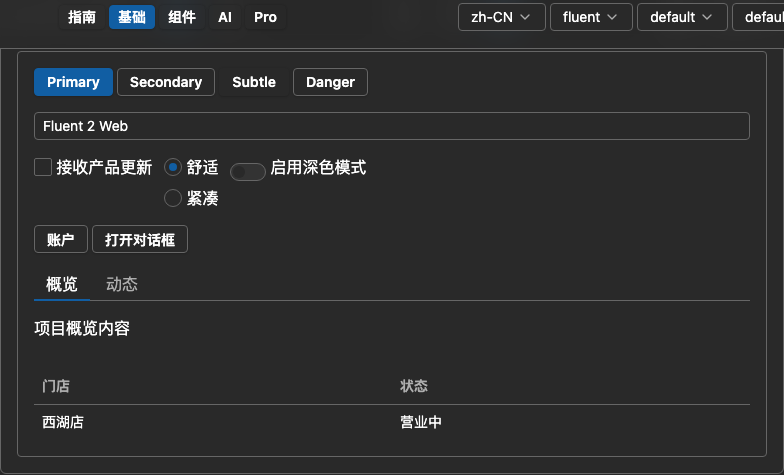 指南 基础 组件 AI Pro zh-CN fluent default
Primary Secondary Subtle Danger
Fluent 2 Web
接收产品更新 舒适 启用深色模式
紧凑
账户 打开对话框
概览 动态
项目概览内容
门店 状态
西湖店 营业中